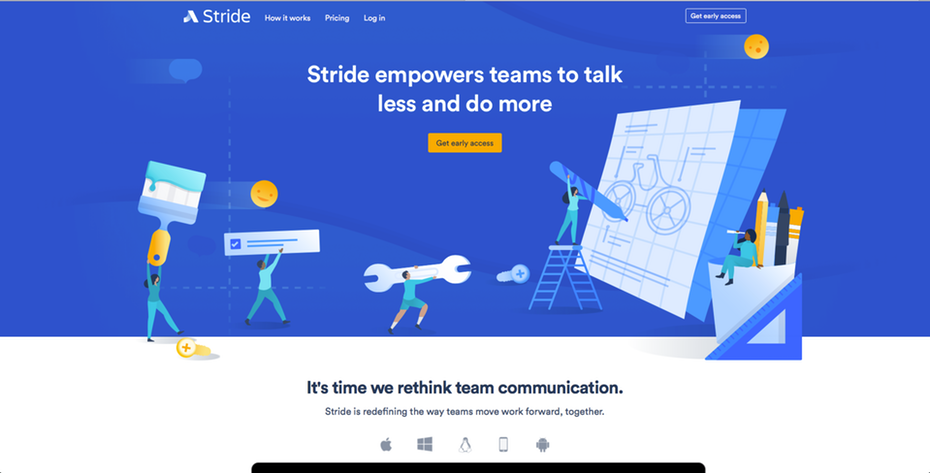 Stride
How it works
Pricing
Log in
Get early access
Stride empowers teams to talk
less and do more
Get early access
It's time we rethink team communication.
Stride is redefining the way teams move work forward, together.